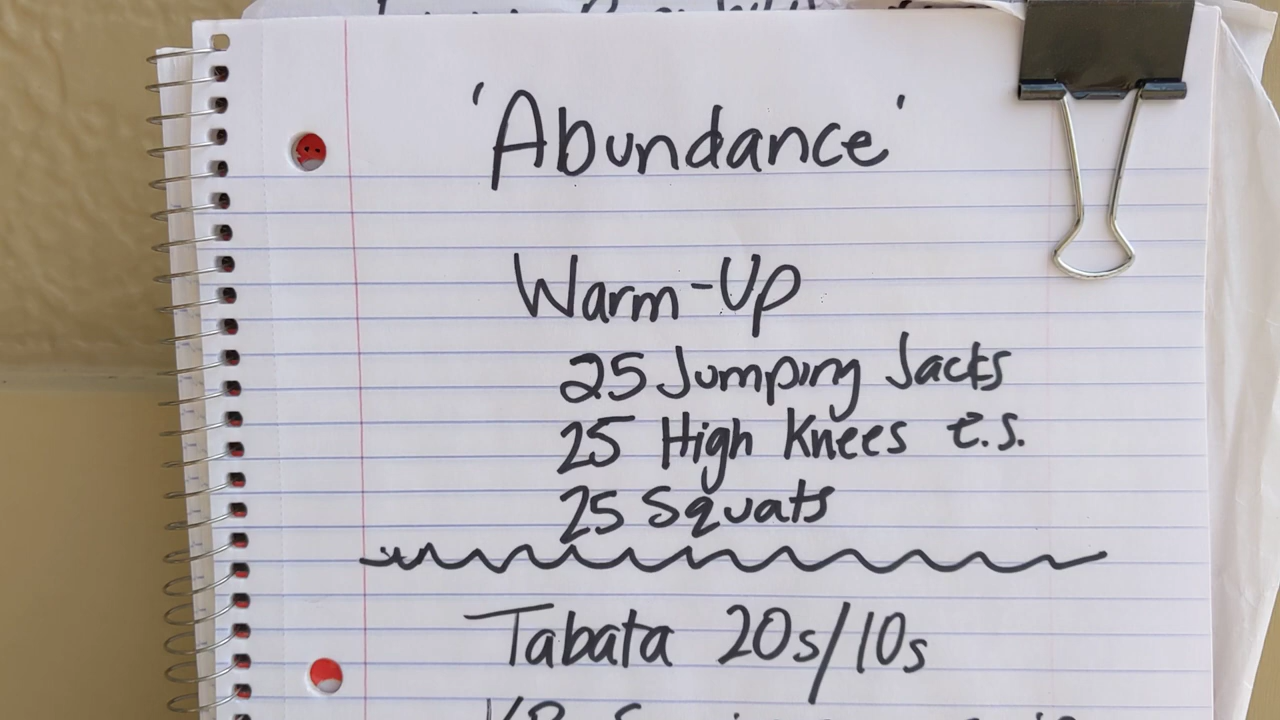 'Abundance'
Warm-Up
25 Jumping Jacks
25 High Knees e.s.
25 Squats
Tabata 20s/10s